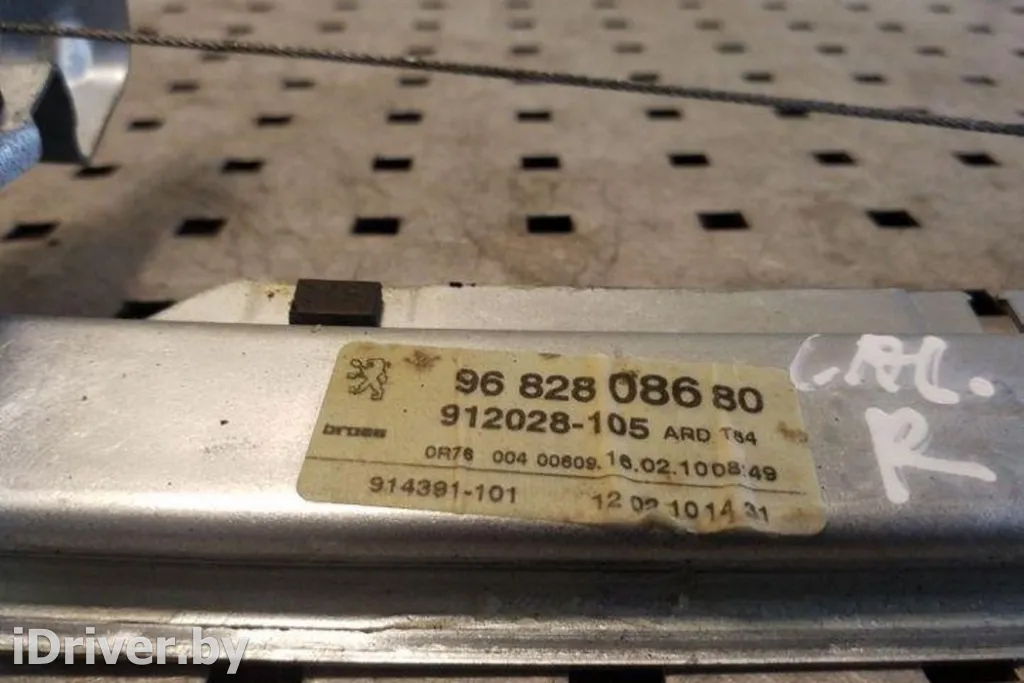 96 828 086 80
912028-105 ARD T84
brose
0R76 004 00609. 16.02.10 08:49
914391-101 12 02 10 14 31
R
iDriver.by